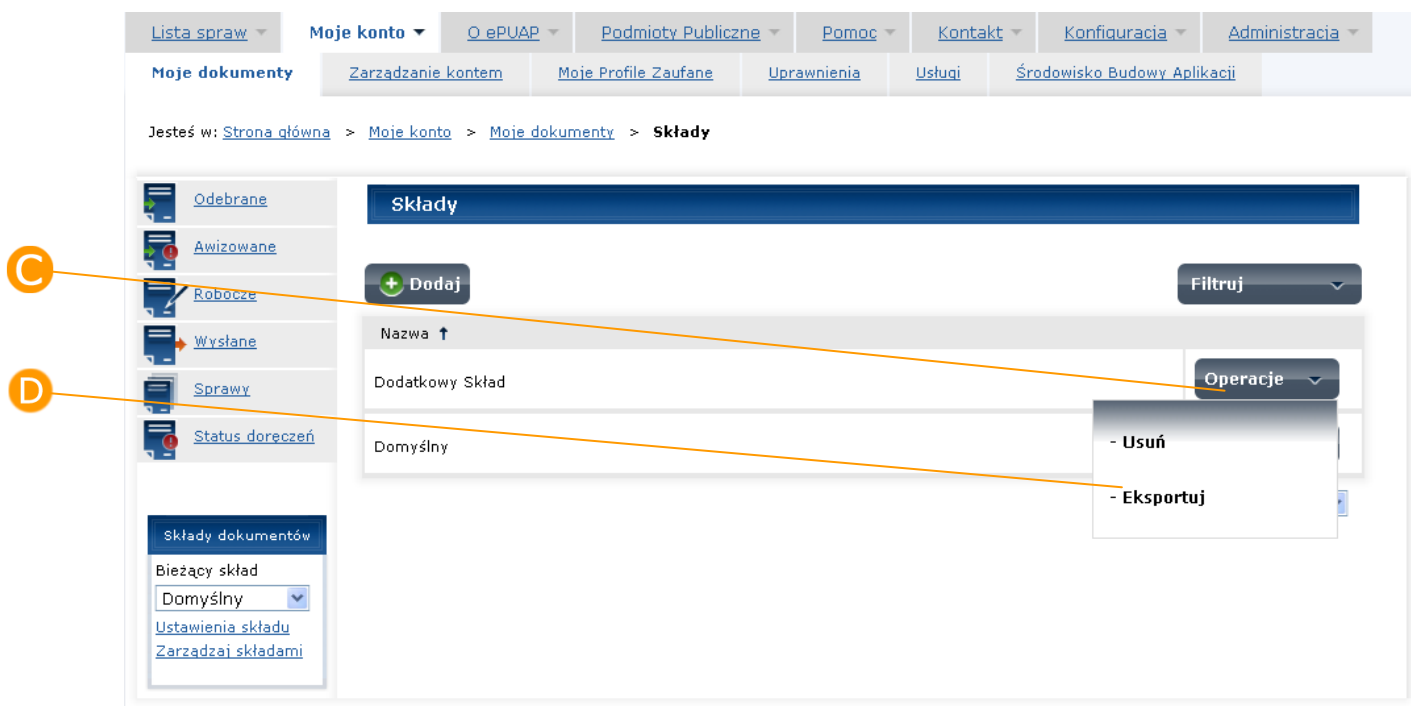 Lista spraw Moje konto O ePUAP Podmioty Publiczne Pomoc Kontakt Konfiguracja Administracja
Moje dokumenty Zarządzanie kontem Moje Profile Zaufane Uprawnienia Usługi Środowisko Budowy Aplikacji
Jesteś w: Strona główna > Moje konto > Moje dokumenty > Składy
Odebrane
Awizowane
Robocze
Wysłane
Sprawy
Status doręczeń
Składy dokumentów
Bieżący skład
Domyślny
Ustawienia składu
Zarządzaj składami
Składy
Dodaj Filtruj
Nazwa
Dodatkowy Skład Operacje
Domyślny
- Usuń
- Eksportuj
C
D